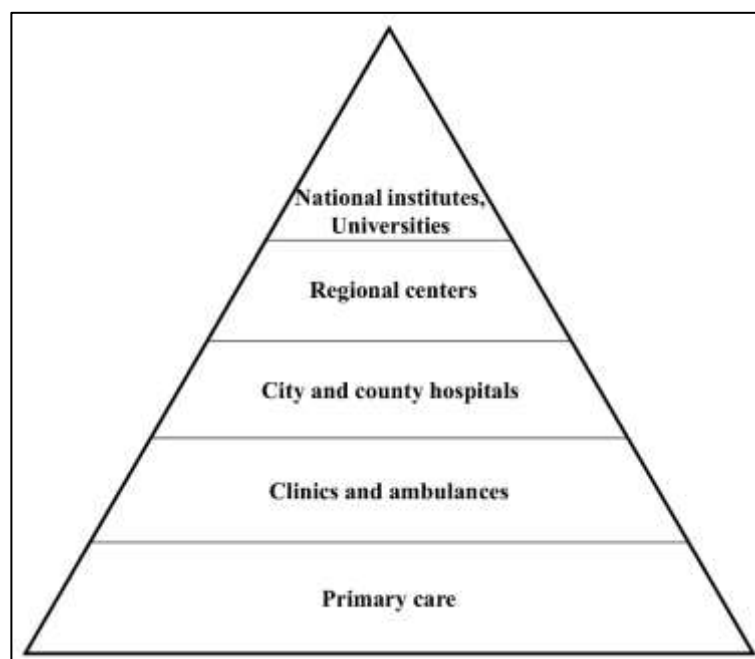 National institutes,
Universities
Regional centers
City and county hospitals
Clinics and ambulances
Primary care